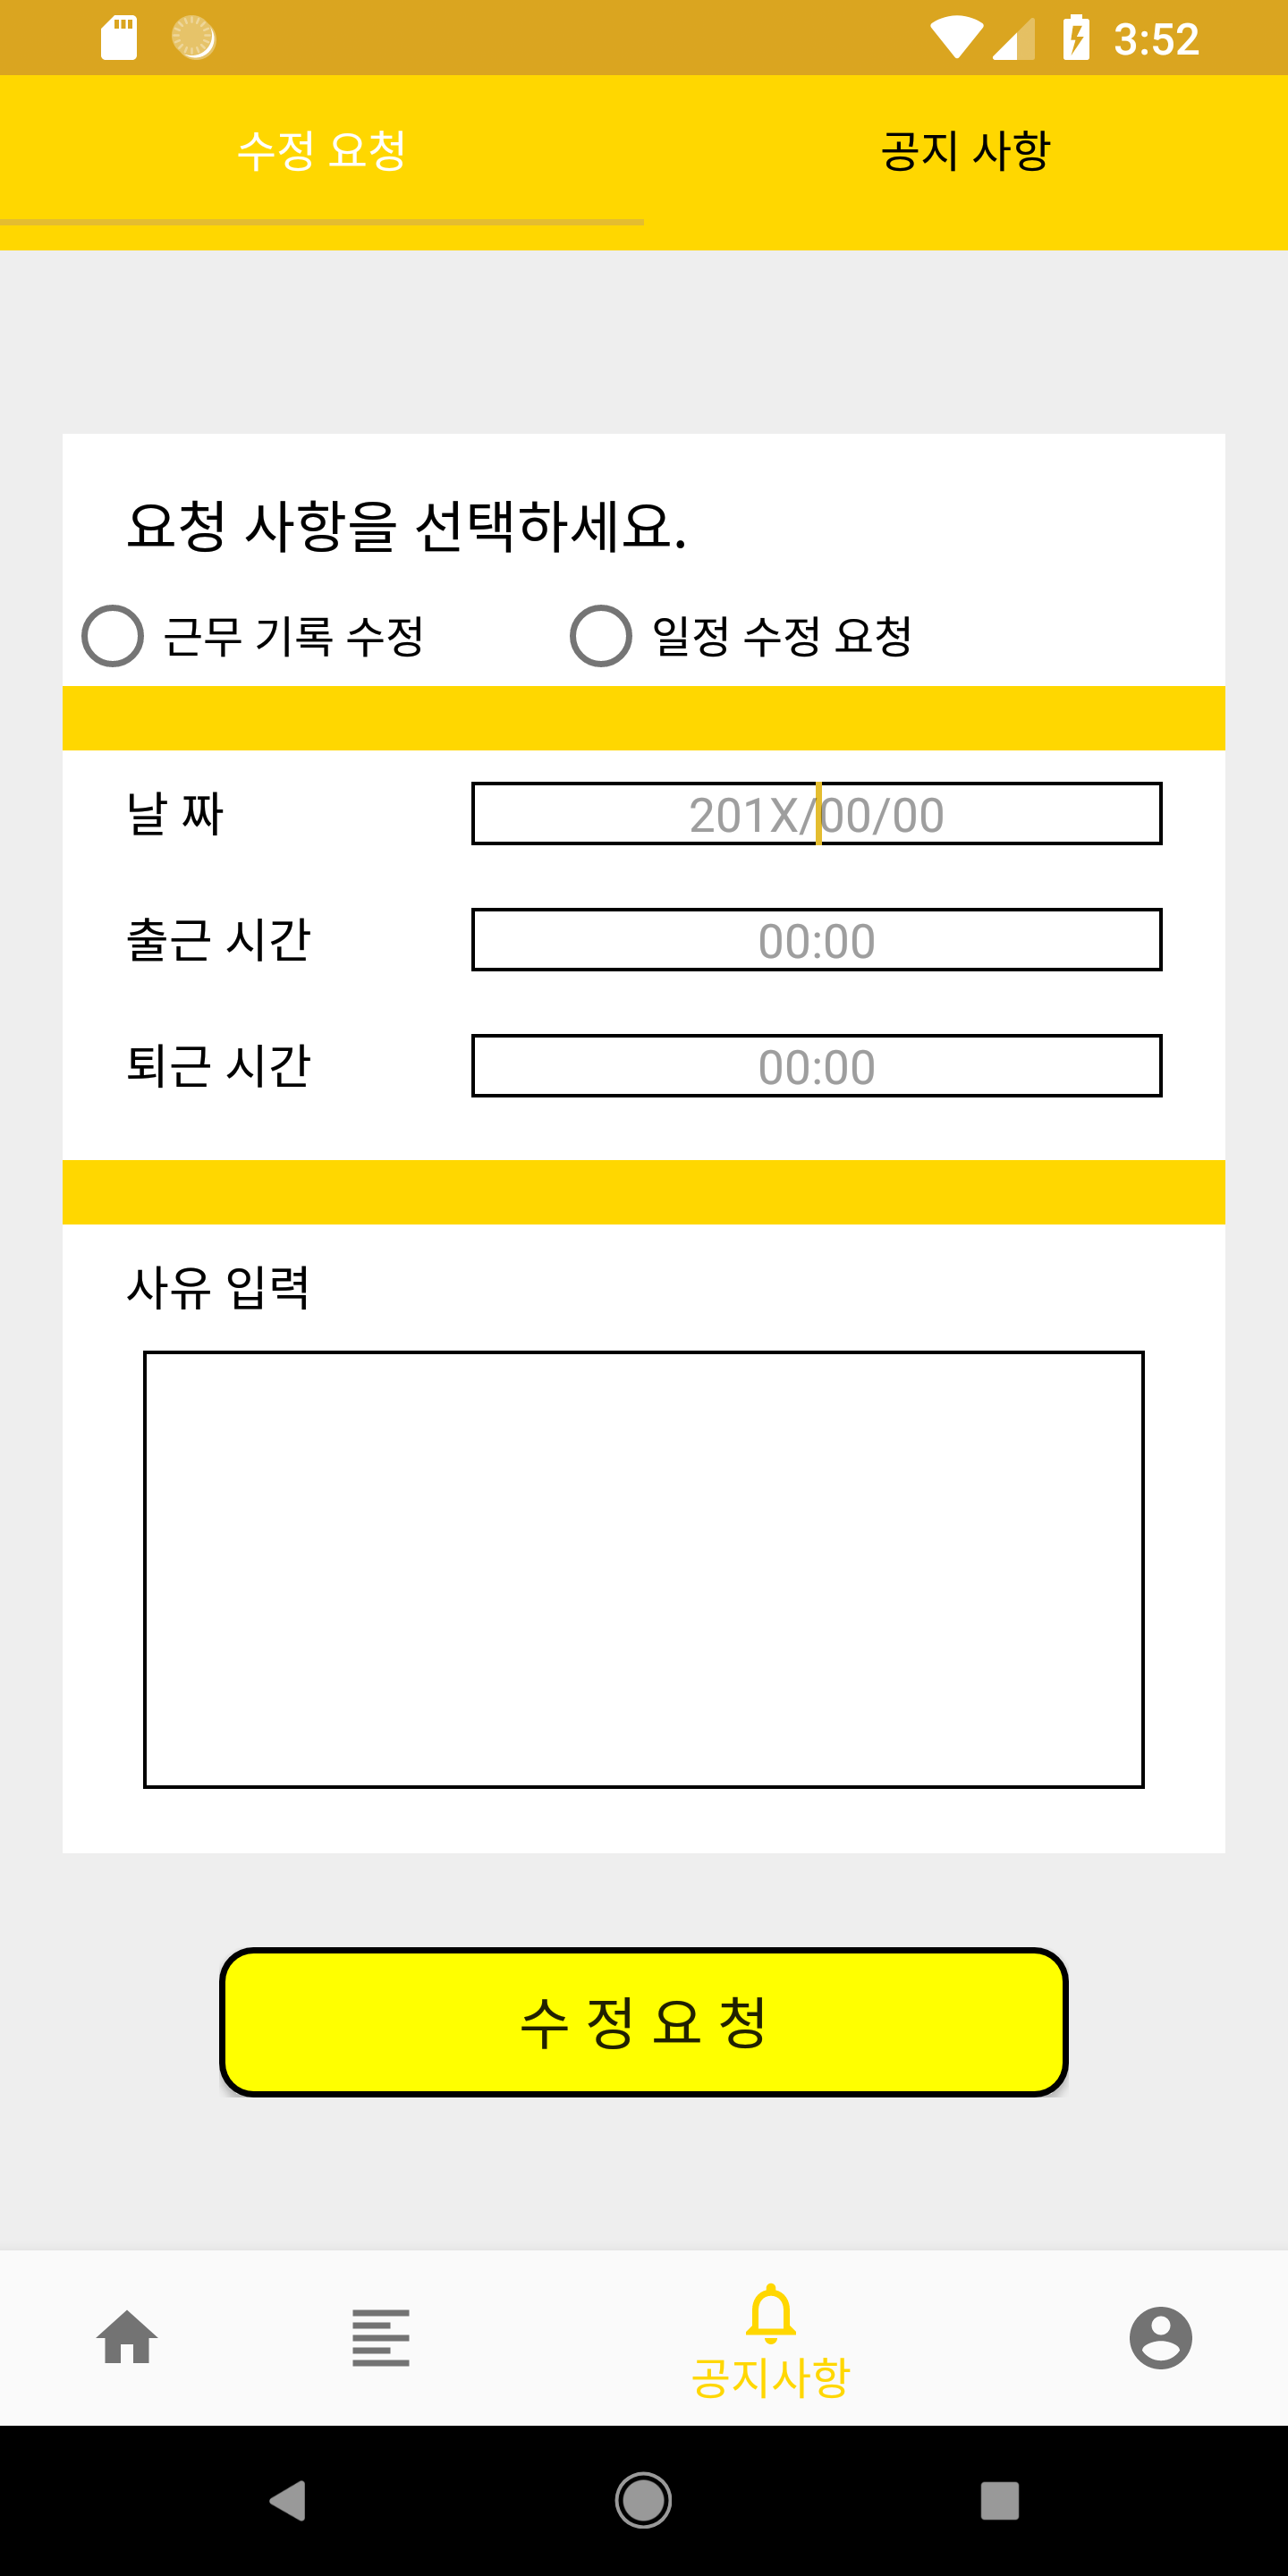 3:52
수정 요청 공지 사항
요청 사항을 선택하세요.
근무 기록 수정 일정 수정 요청
날 짜 201X/00/00
출근 시간 00:00
퇴근 시간 00:00
사유 입력
수 정 요 청
공지사항